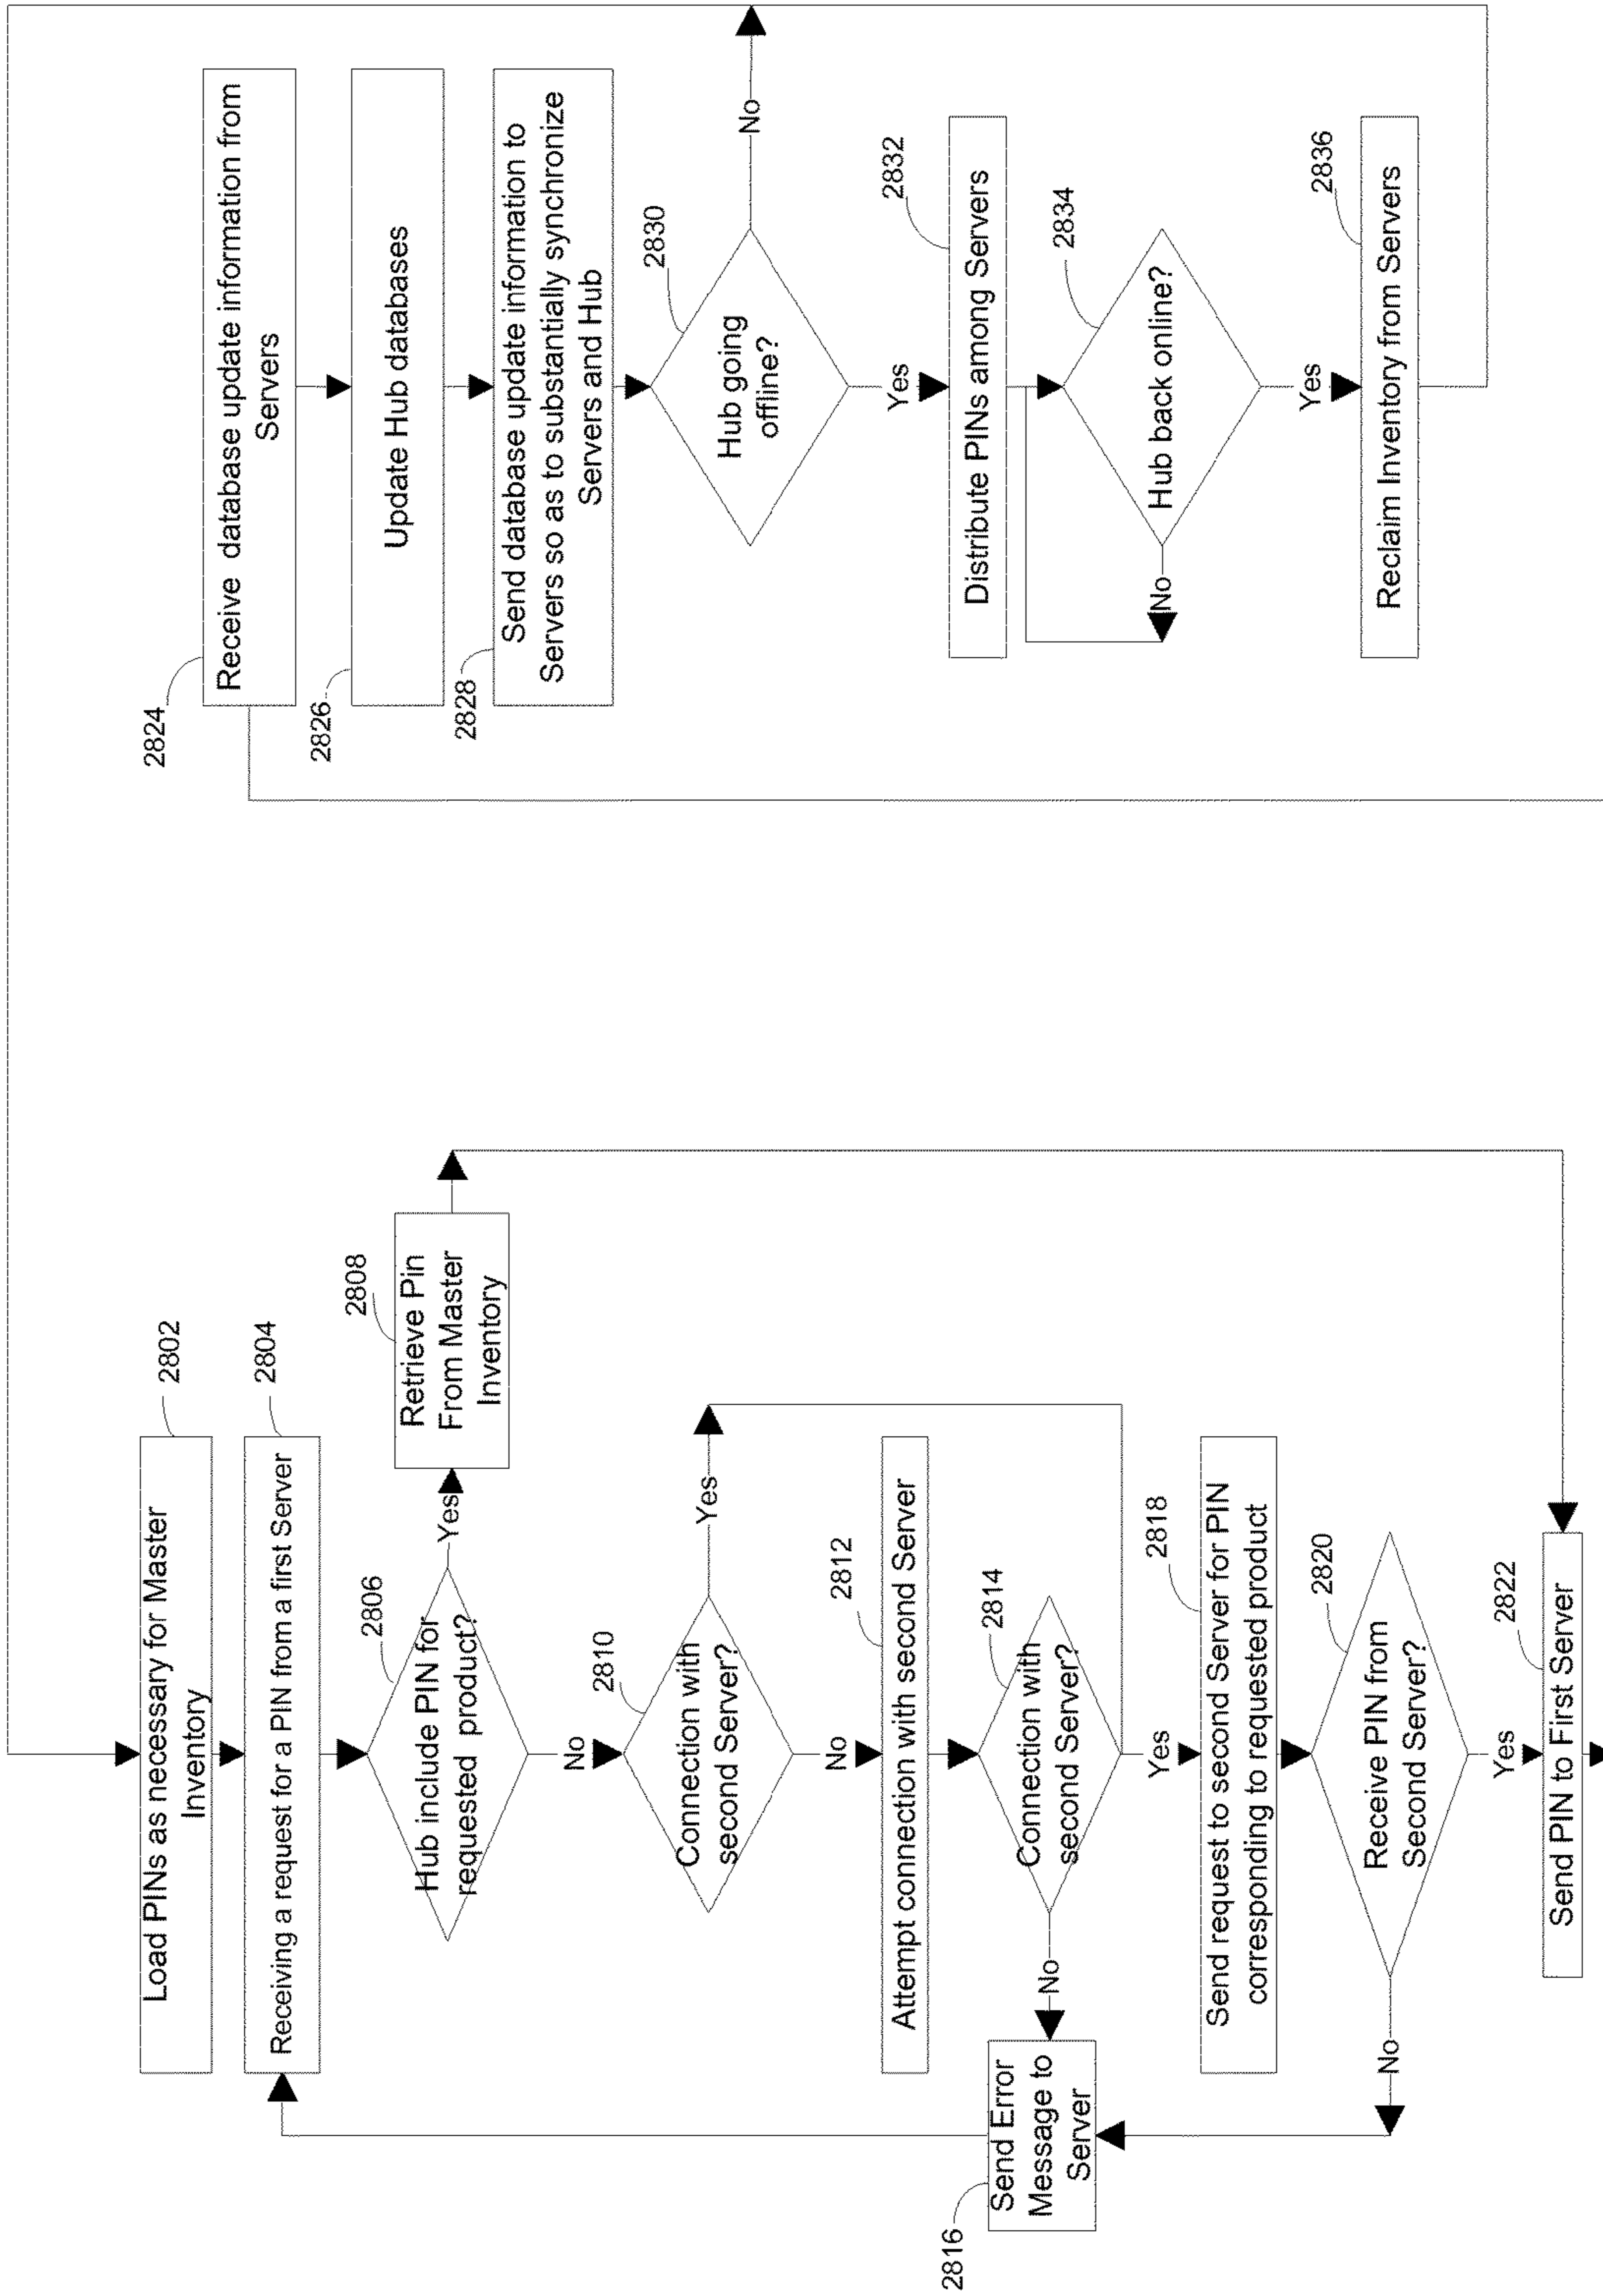 2802
Load PINs as necessary for Master
Inventory
2804
Receiving a request for a PIN from a first Server
2806
Hub include PIN for
requested product?
Yes
2808
Retrieve Pin
From Master
Inventory
No
2810
Connection with
second Server?
Yes
No
2812
Attempt connection with second Server
2814
Connection with
second Server?
No
2816
Send Error
Message to
Server
Yes
2818
Send request to second Server for PIN
corresponding to requested product
2820
Receive PIN from
Second Server?
No
Yes
2822
Send PIN to First Server
2824
Receive database update information from
Servers
2826
Update Hub databases
2828
Send database update information to
Servers so as to substantially synchronize
Servers and Hub
2830
Hub going
offline?
No
Yes
2832
Distribute PINs among Servers
2834
Hub back online?
No
Yes
2836
Reclaim Inventory from Servers